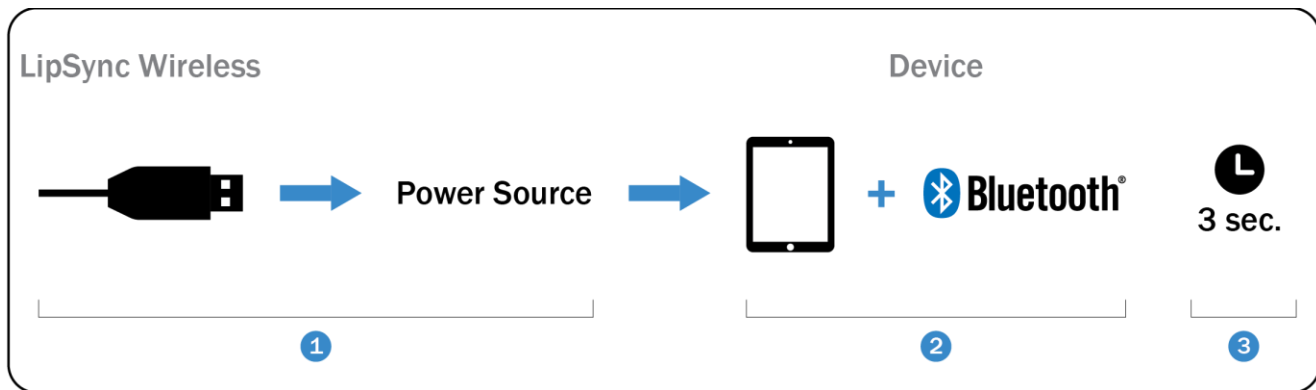 LipSync Wireless
Device
Power Source
+
Bluetooth®
3 sec.
1
2
3